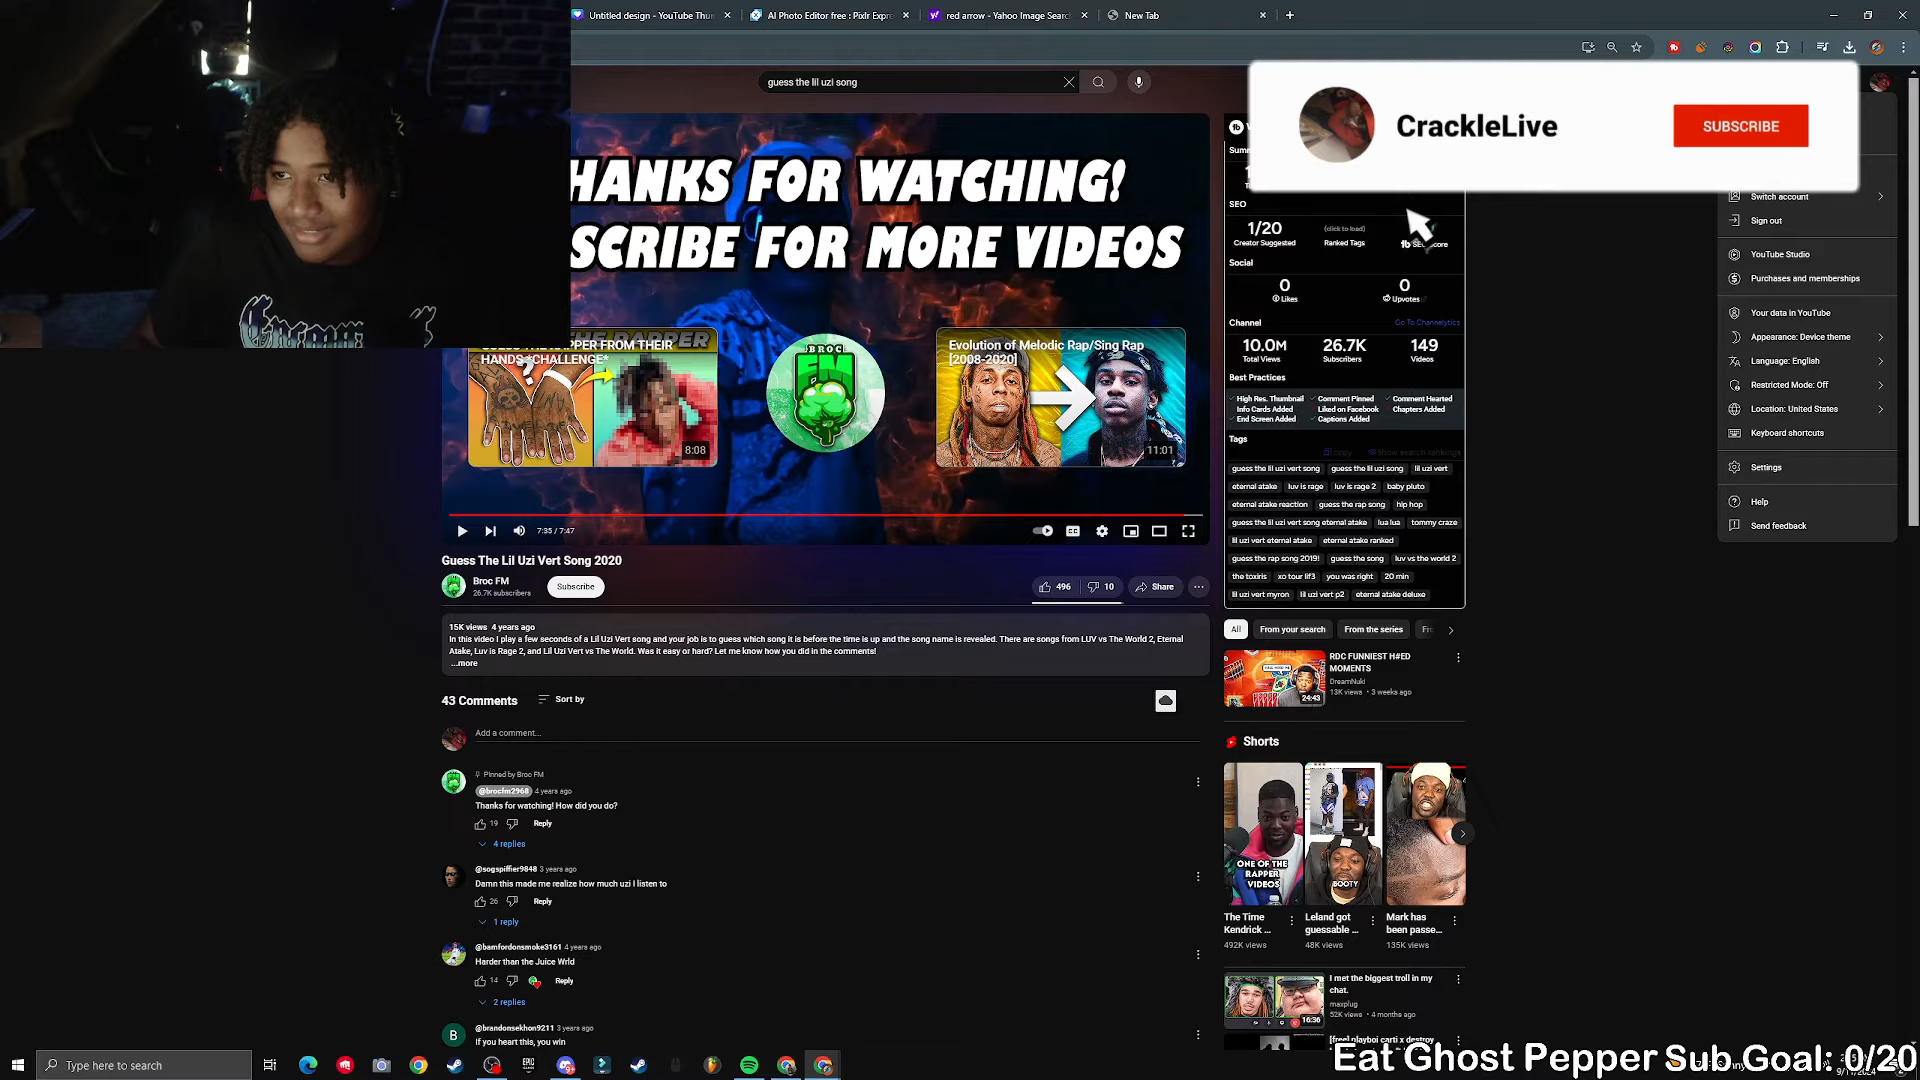 Untitled design - YouTube Thu
AI Photo Editor free : Pixlr Expre
red arrow - Yahoo Image Searc
New Tab
guess the lil uzi song
CrackleLive
SUBSCRIBE
HANKS FOR WATCHING!
SCRIBE FOR MORE VIDEOS
BROC
FM
HANDS*CHALLENGE*
8:08
Evolution of Melodic Rap/Sing Rap
[2008-2020]
11:01
7:35 / 7:47
Guess The Lil Uzi Vert Song 2020
Broc FM
26.7K subscribers
Subscribe
496
10
Share
15K views 4 years ago
In this video I play a few seconds of a Lil Uzi Vert song and your job is to guess which song it is before the time is up and the song name is revealed. There are songs from LUV vs The World 2, Eternal
Atake, Luv is Rage 2, and Lil Uzi Vert vs The World. Was it easy or hard? Let me know how you did in the comments!
...more
43 Comments
Sort by
Add a comment...
Pinned by Broc FM
@brocfm2968 4 years ago
Thanks for watching! How did you do?
19 Reply
4 replies
@sogspiffier9848 3 years ago
Damn this made me realize how much uzi I listen to
26 Reply
1 reply
@bamfordonsmoke3161 4 years ago
Harder than the Juice Wrld
14 Reply
2 replies
B
@brandonsekhon9211 3 years ago
If you heart this, you win
SEO
1/20
Creator Suggested
(click to load)
Ranked Tags
Social
0
Likes
0
Upvotes
Channel
Go To Channelytics
10.0M
Total Views
26.7K
Subscribers
149
Videos
Best Practices
High Res. Thumbnail Comment Pinned Comment Hearted
Info Cards Added Liked on Facebook Chapters Added
End Screen Added Captions Added
Tags
copy Show search rankings
guess the lil uzi vert song guess the lil uzi song lil uzi vert
eternal atake luv is rage luv is rage 2 baby pluto
eternal atake reaction guess the rap song hip hop
guess the lil uzi vert song eternal atake lua lua tommy craze
lil uzi vert eternal atake eternal atake ranked
guess the rap song 2019! guess the song luv vs the world 2
the toxiris xo tour lif3 you was right 20 min
lil uzi vert myron lil uzi vert p2 eternal atake deluxe
All
From your search
From the series
RDC FUNNIEST H#ED
MOMENTS
DreamNuki
13K views • 3 weeks ago
24:43
Shorts
ONE OF THE
RAPPER
VIDEOS
BOOTY
The Time
Kendrick ...
492K views
Leland got
guessable ...
48K views
Mark has
been passe...
135K views
I met the biggest troll in my
chat.
maxplug
52K views • 4 months ago
16:36
[free] playboi carti x destroy
Switch account
Sign out
YouTube Studio
Purchases and memberships
Your data in YouTube
Appearance: Device theme
Language: English
Restricted Mode: Off
Location: United States
Keyboard shortcuts
Settings
Help
Send feedback
Type here to search
Eat Ghost Pepper Sub Goal: 0/20